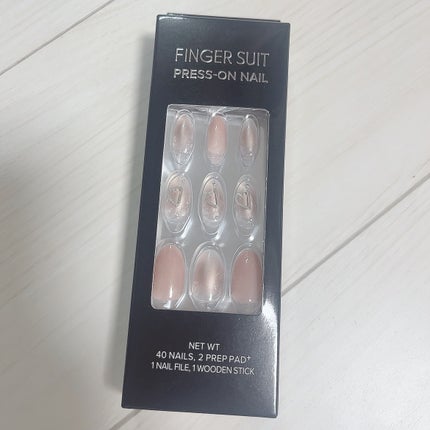 FINGER SUIT
PRESS-ON NAIL
NET WT
40 NAILS, 2 PREP PAD+
1 NAIL FILE, 1 WOODEN STICK